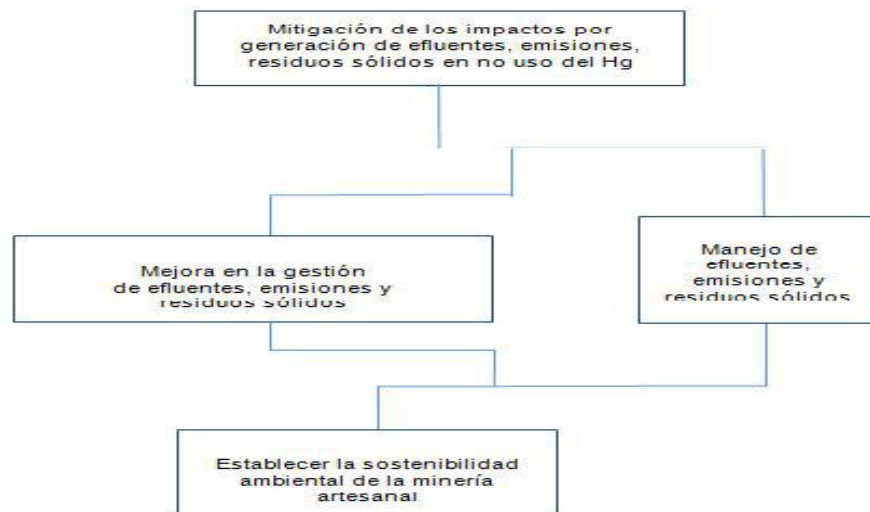 Mitigación de los impactos por
generación de efluentes, emisiones,
residuos sólidos en no uso del Hg
Mejora en la gestión
de efluentes, emisiones y
residuos sólidos
Manejo de
efluentes,
emisiones y
residuos sólidos
Establecer la sostenibilidad
ambiental de la minería
artesanal